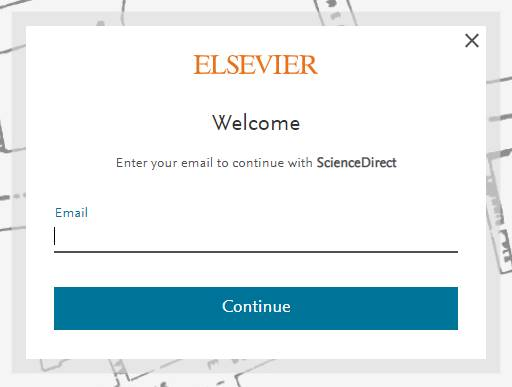 ELSEVIER
Welcome
Enter your email to continue with ScienceDirect
Email
Continue